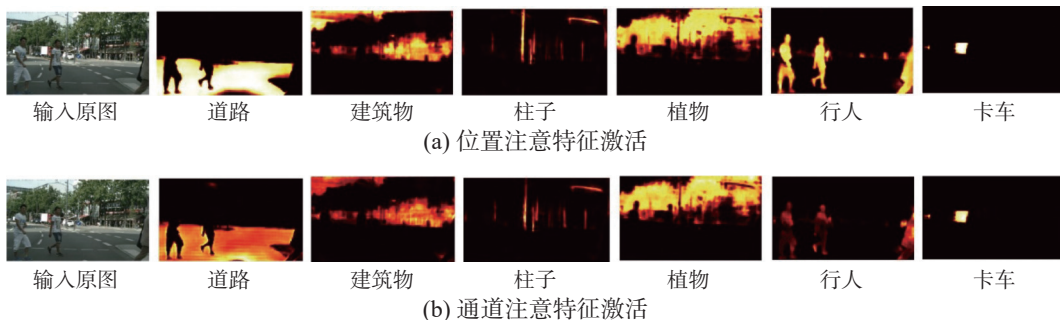 输入原图 道路 建筑物 柱子 植物 行人 卡车
(a) 位置注意特征激活
输入原图 道路 建筑物 柱子 植物 行人 卡车
(b) 通道注意特征激活